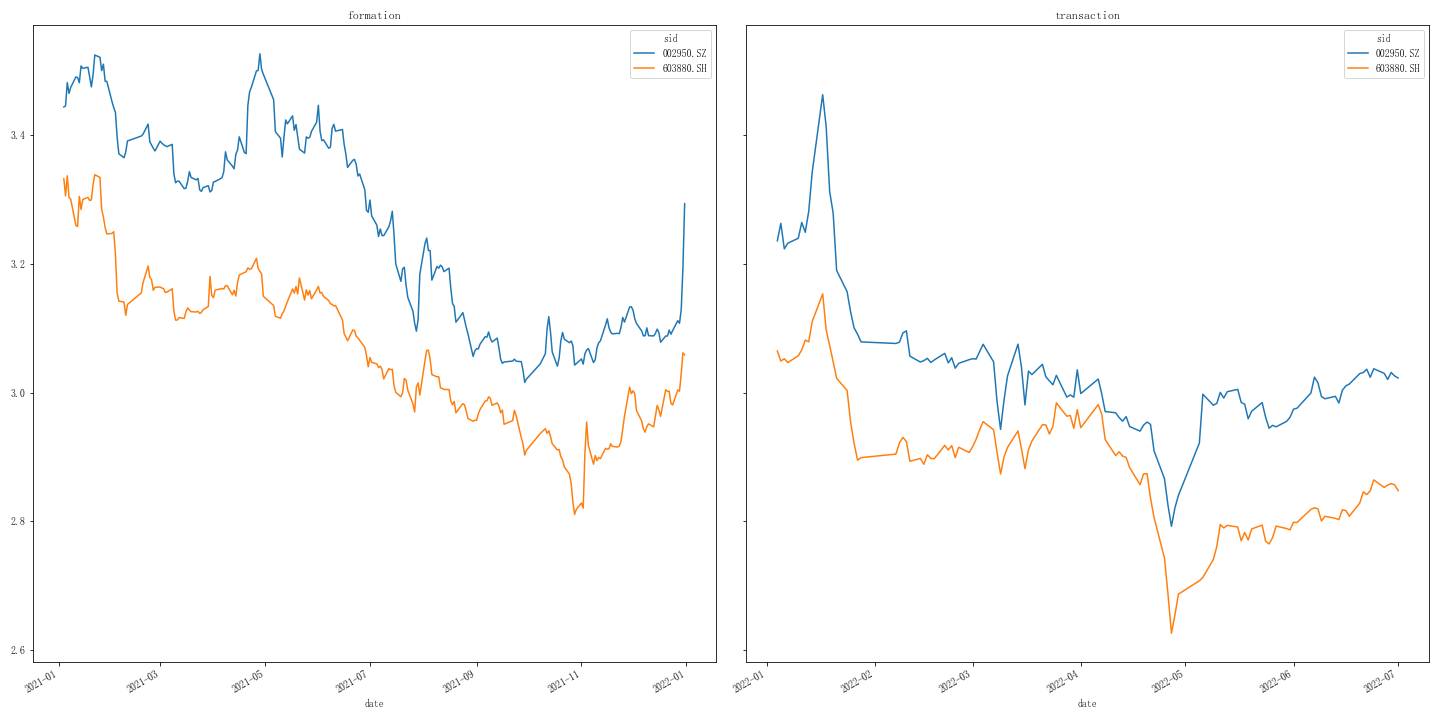 formation
sid
002950.SZ
603880.SH
3.4
3.2
3.0
2.8
2.6
2021-01
2021-03
2021-05
2021-07
2021-09
2021-11
2022-01
date
transaction
sid
002950.SZ
603880.SH
2022-01
2022-02
2022-03
2022-04
2022-05
2022-06
2022-07
date